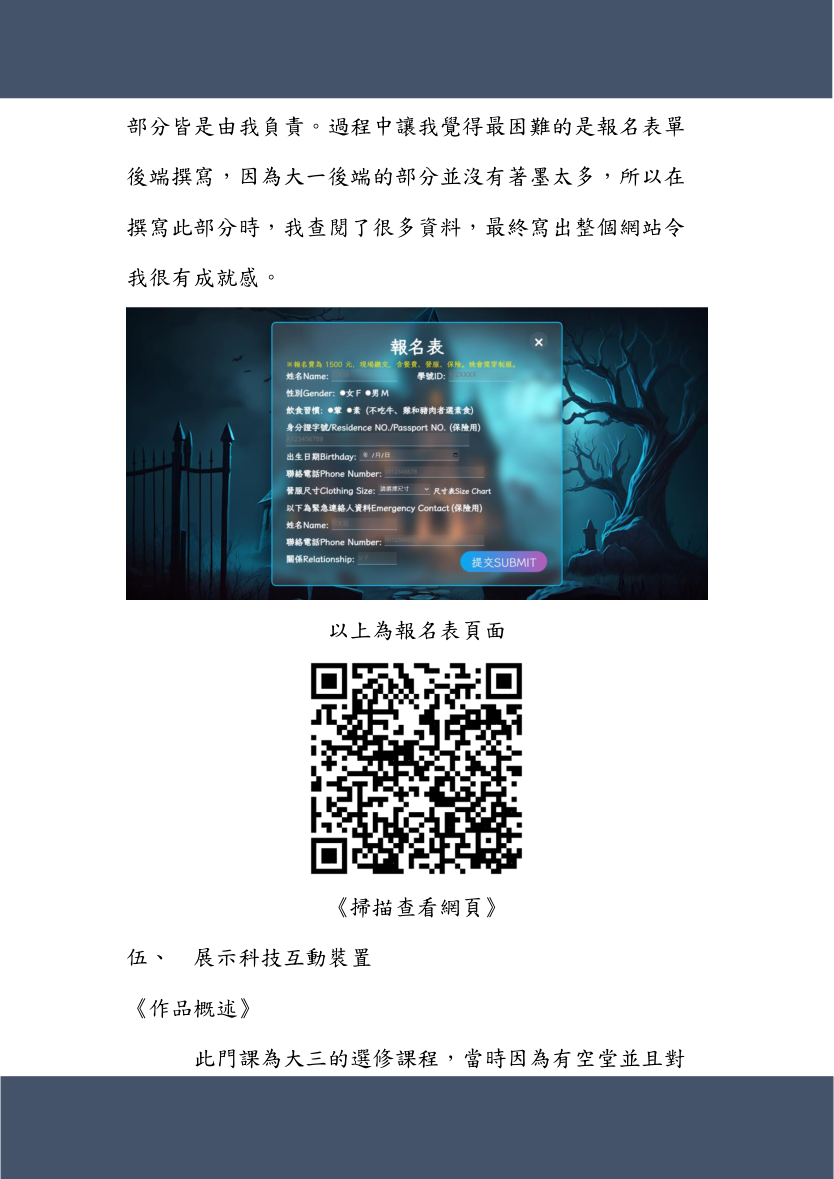 部分皆是由我負責。過程中讓我覺得最困難的是報名表單
後端撰寫，因為大一後端的部分並沒有著墨太多，所以在
撰寫此部分時，我查閱了很多資料，最終寫出整個網站令
我很有成就感。
報名表
×
※報名費為 1500 元，現場繳交，含餐費、營服、保險。晚會需穿制服。
姓名Name: 學號ID:
性別Gender: ●女 F ●男 M
飲食習慣: ●葷 ●素 (不吃牛、雞和豬肉者選素食)
身分證字號/Residence NO./Passport NO. (保險用)
出生日期Birthday: 年 /月/日
聯絡電話Phone Number:
營服尺寸Clothing Size: 請選擇尺寸 尺寸表Size Chart
以下為緊急連絡人資料Emergency Contact (保險用)
姓名Name:
聯絡電話Phone Number:
關係Relationship:
提交SUBMIT
以上為報名表頁面
《掃描查看網頁》
伍、 展示科技互動裝置
《作品概述》
此門課為大三的選修課程，當時因為有空堂並且對